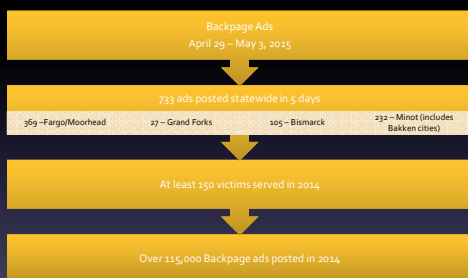 Backpage Ads
April 29 – May 3, 2015
733 ads posted statewide in 5 days
369 –Fargo/Moorhead
27 – Grand Forks
105 – Bismarck
232 – Minot (includes
Bakken cities)
At least 150 victims served in 2014
Over 115,000 Backpage ads posted in 2014